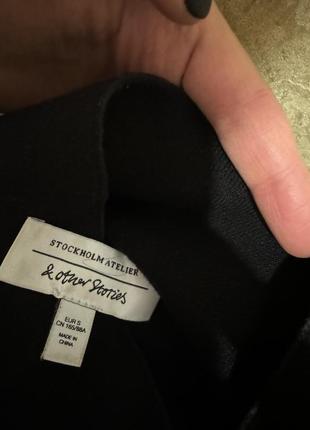 STOCKHOLM ATELIER
& Other Stories
EUR S
CN 165/88A
MADE IN
CHINA